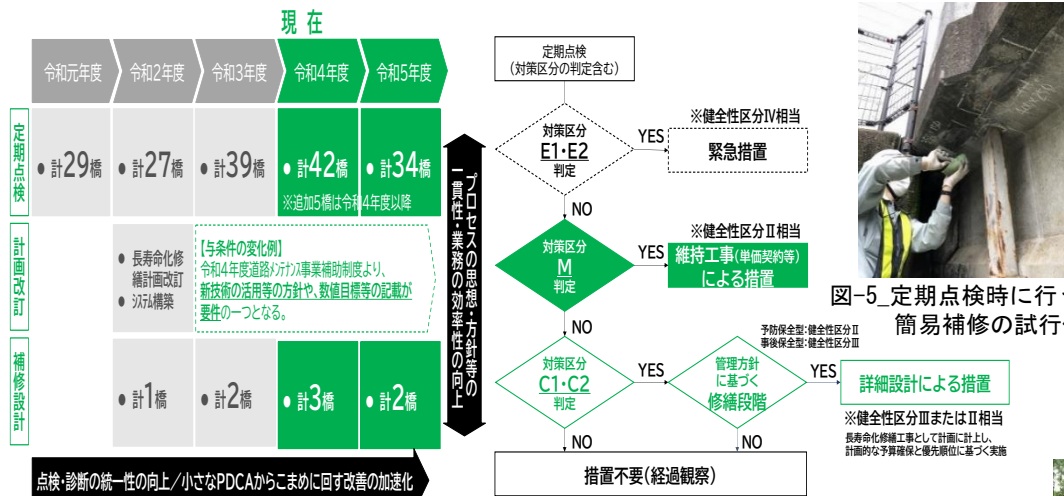 現在
令和元年度
令和2年度
令和3年度
令和4年度
令和5年度
定期点検
● 計29橋
● 計27橋
● 計39橋
● 計42橋
● 計34橋
※追加5橋は令和4年度以降
計画改訂
● 長寿命化修
繕計画改訂
● システム構築
【与条件の変化例】
令和4年度道路メンテナンス事業補助制度より、
新技術の活用等の方針や、数値目標等の記載が
要件の一つとなる。
補修設計
● 計1橋
● 計2橋
● 計3橋
● 計2橋
点検・診断の統一性の向上／小さなPDCAからこまめに回す改善の加速化
プロセスの思想・方針等の
一貫性・業務の効率性の向上
定期点検
（対策区分の判定含む）
対策区分
E1・E2
判定
YES
※健全性区分Ⅳ相当
緊急措置
NO
対策区分
M
判定
YES
※健全性区分Ⅱ相当
維持工事(単価契約等)
による措置
NO
対策区分
C1・C2
判定
YES
予防保全型:健全性区分Ⅱ
事後保全型:健全性区分Ⅲ
管理方針
に基づく
修繕段階
YES
詳細設計による措置
※健全性区分ⅢまたはⅡ相当
長寿命化修繕工事として計画に計上し、
計画的な予算確保と優先順位に基づく実施
NO
NO
措置不要(経過観察)
図-5_定期点検時に行
簡易補修の試行